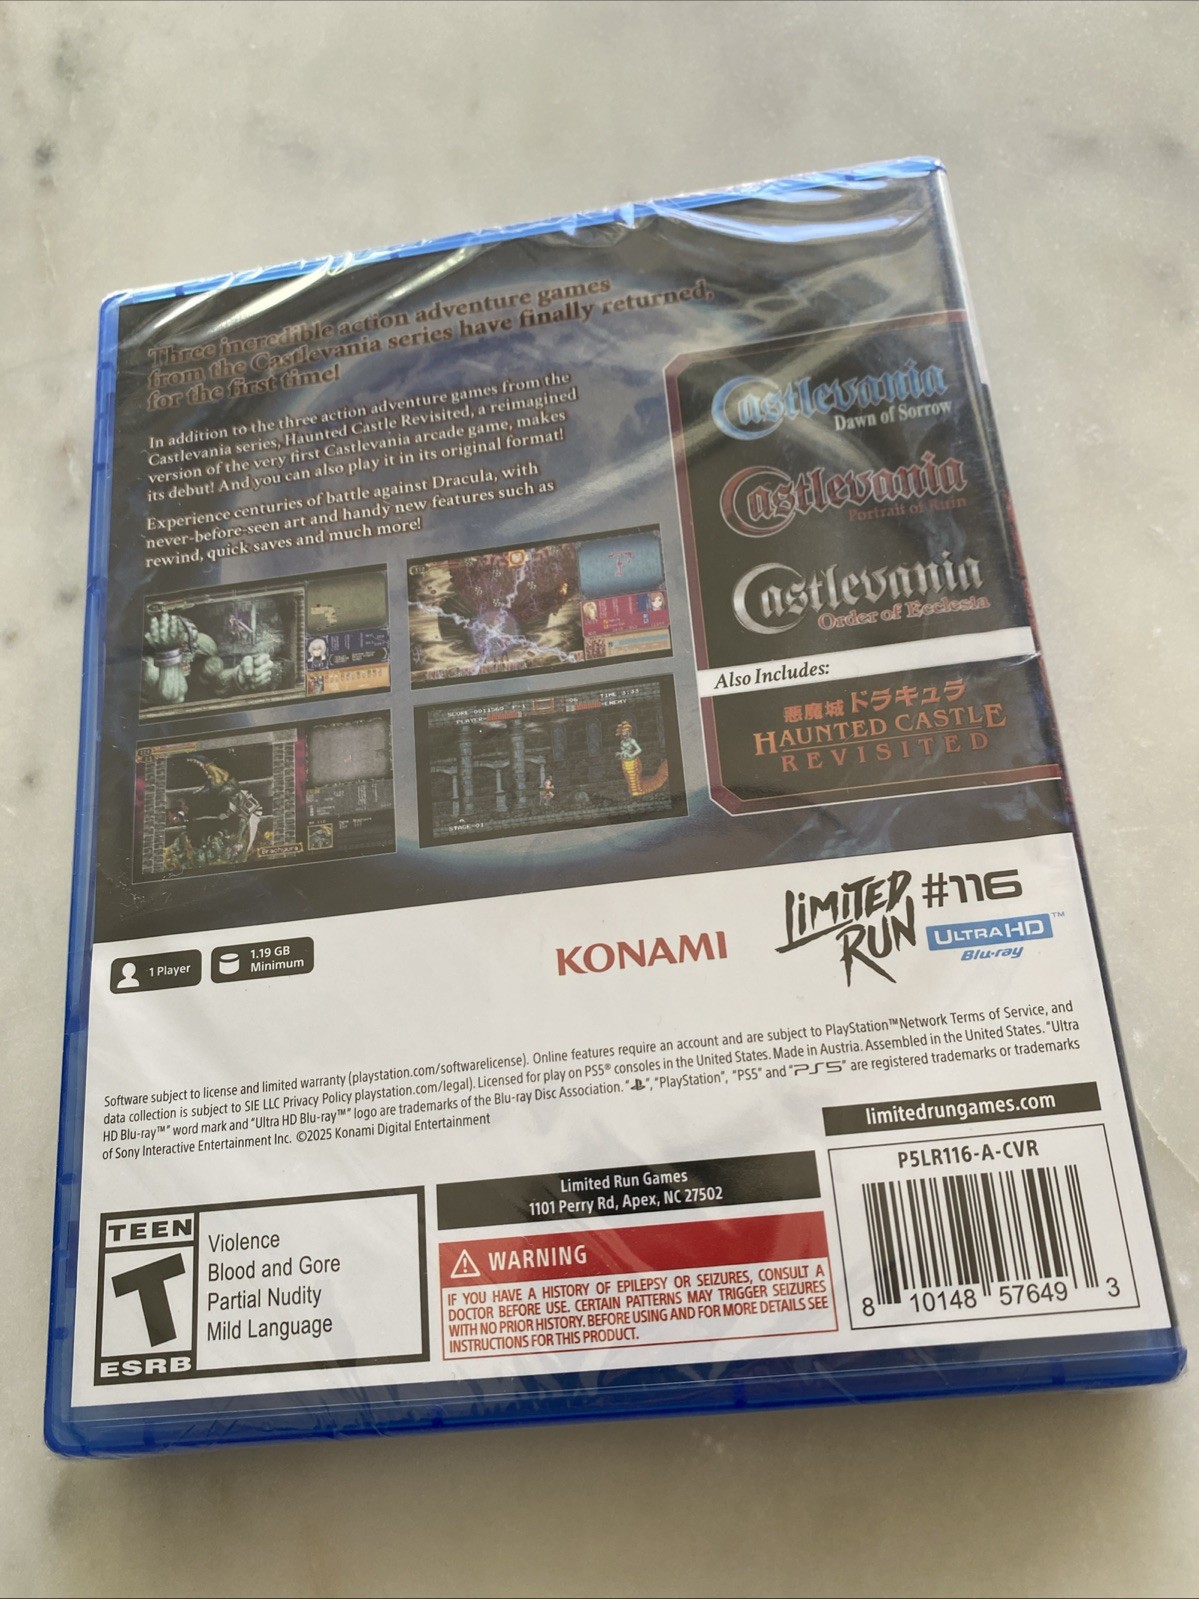 Three incredible action adventure games
from the Castlevania series have finally returned,
for the first time!
In addition to the three action adventure games from the
Castlevania series, Haunted Castle Revisited, a reimagined
version of the very first Castlevania arcade game, makes
its debut! And you can also play it in its original format!
Experience centuries of battle against Dracula, with
never-before-seen art and handy new features such as
rewind, quick saves and much more!
Castlevania
Dawn of Sorrow
Castlevania
Portrait of Ruin
Castlevania
Order of Ecclesia
Also Includes:
悪魔城ドラキュラ
HAUNTED CASTLE
REVISITED
PLAYER
ENEMY
STAGE-01
1 Player
1.19 GB
Minimum
KONAMI
LIMITED
RUN
#116
ULTRA HD™
Blu-ray
Software subject to license and limited warranty (playstation.com/softwarelicense). Online features require an account and are subject to PlayStation™Network Terms of Service, and
data collection is subject to SIE LLC Privacy Policy playstation.com/legal). Licensed for play on PS5® consoles in the United States. Made in Austria. Assembled in the United States. "Ultra
HD Blu-ray™" word mark and "Ultra HD Blu-ray™" logo are trademarks of the Blu-ray Disc Association. "", "PlayStation", "PS5" and "PS5" are registered trademarks or trademarks
of Sony Interactive Entertainment Inc. ©2025 Konami Digital Entertainment
limitedrungames.com
P5LR116-A-CVR
8 10148 57649 3
Limited Run Games
1101 Perry Rd, Apex, NC 27502
WARNING
IF YOU HAVE A HISTORY OF EPILEPSY OR SEIZURES, CONSULT A
DOCTOR BEFORE USE. CERTAIN PATTERNS MAY TRIGGER SEIZURES
WITH NO PRIOR HISTORY. BEFORE USING AND FOR MORE DETAILS SEE
INSTRUCTIONS FOR THIS PRODUCT.
TEEN
T
ESRB
Violence
Blood and Gore
Partial Nudity
Mild Language